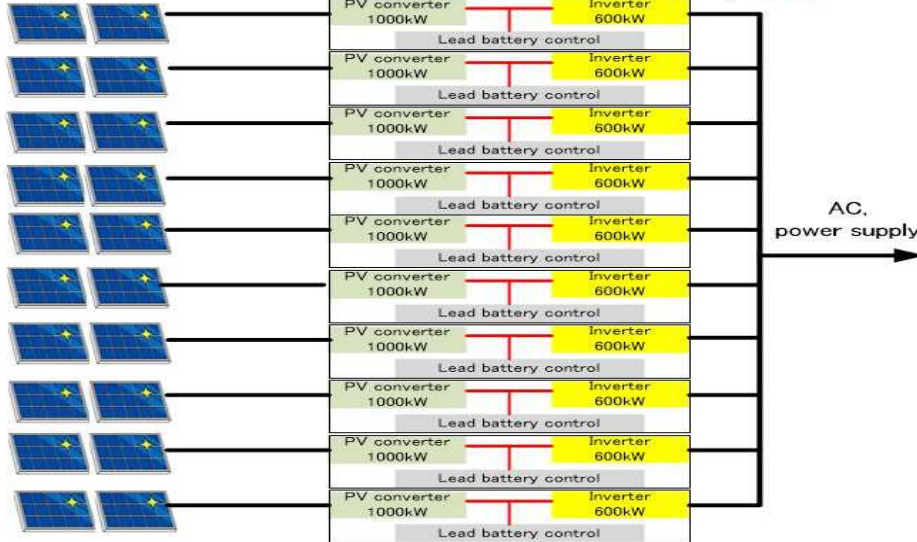 PV converter
1000kW
Inverter
600kW
Lead battery control
PV converter
1000kW
Inverter
600kW
Lead battery control
PV converter
1000kW
Inverter
600kW
Lead battery control
PV converter
1000kW
Inverter
600kW
Lead battery control
PV converter
1000kW
Inverter
600kW
Lead battery control
PV converter
1000kW
Inverter
600kW
Lead battery control
PV converter
1000kW
Inverter
600kW
Lead battery control
PV converter
1000kW
Inverter
600kW
Lead battery control
PV converter
1000kW
Inverter
600kW
Lead battery control
PV converter
1000kW
Inverter
600kW
Lead battery control
AC,
power supply